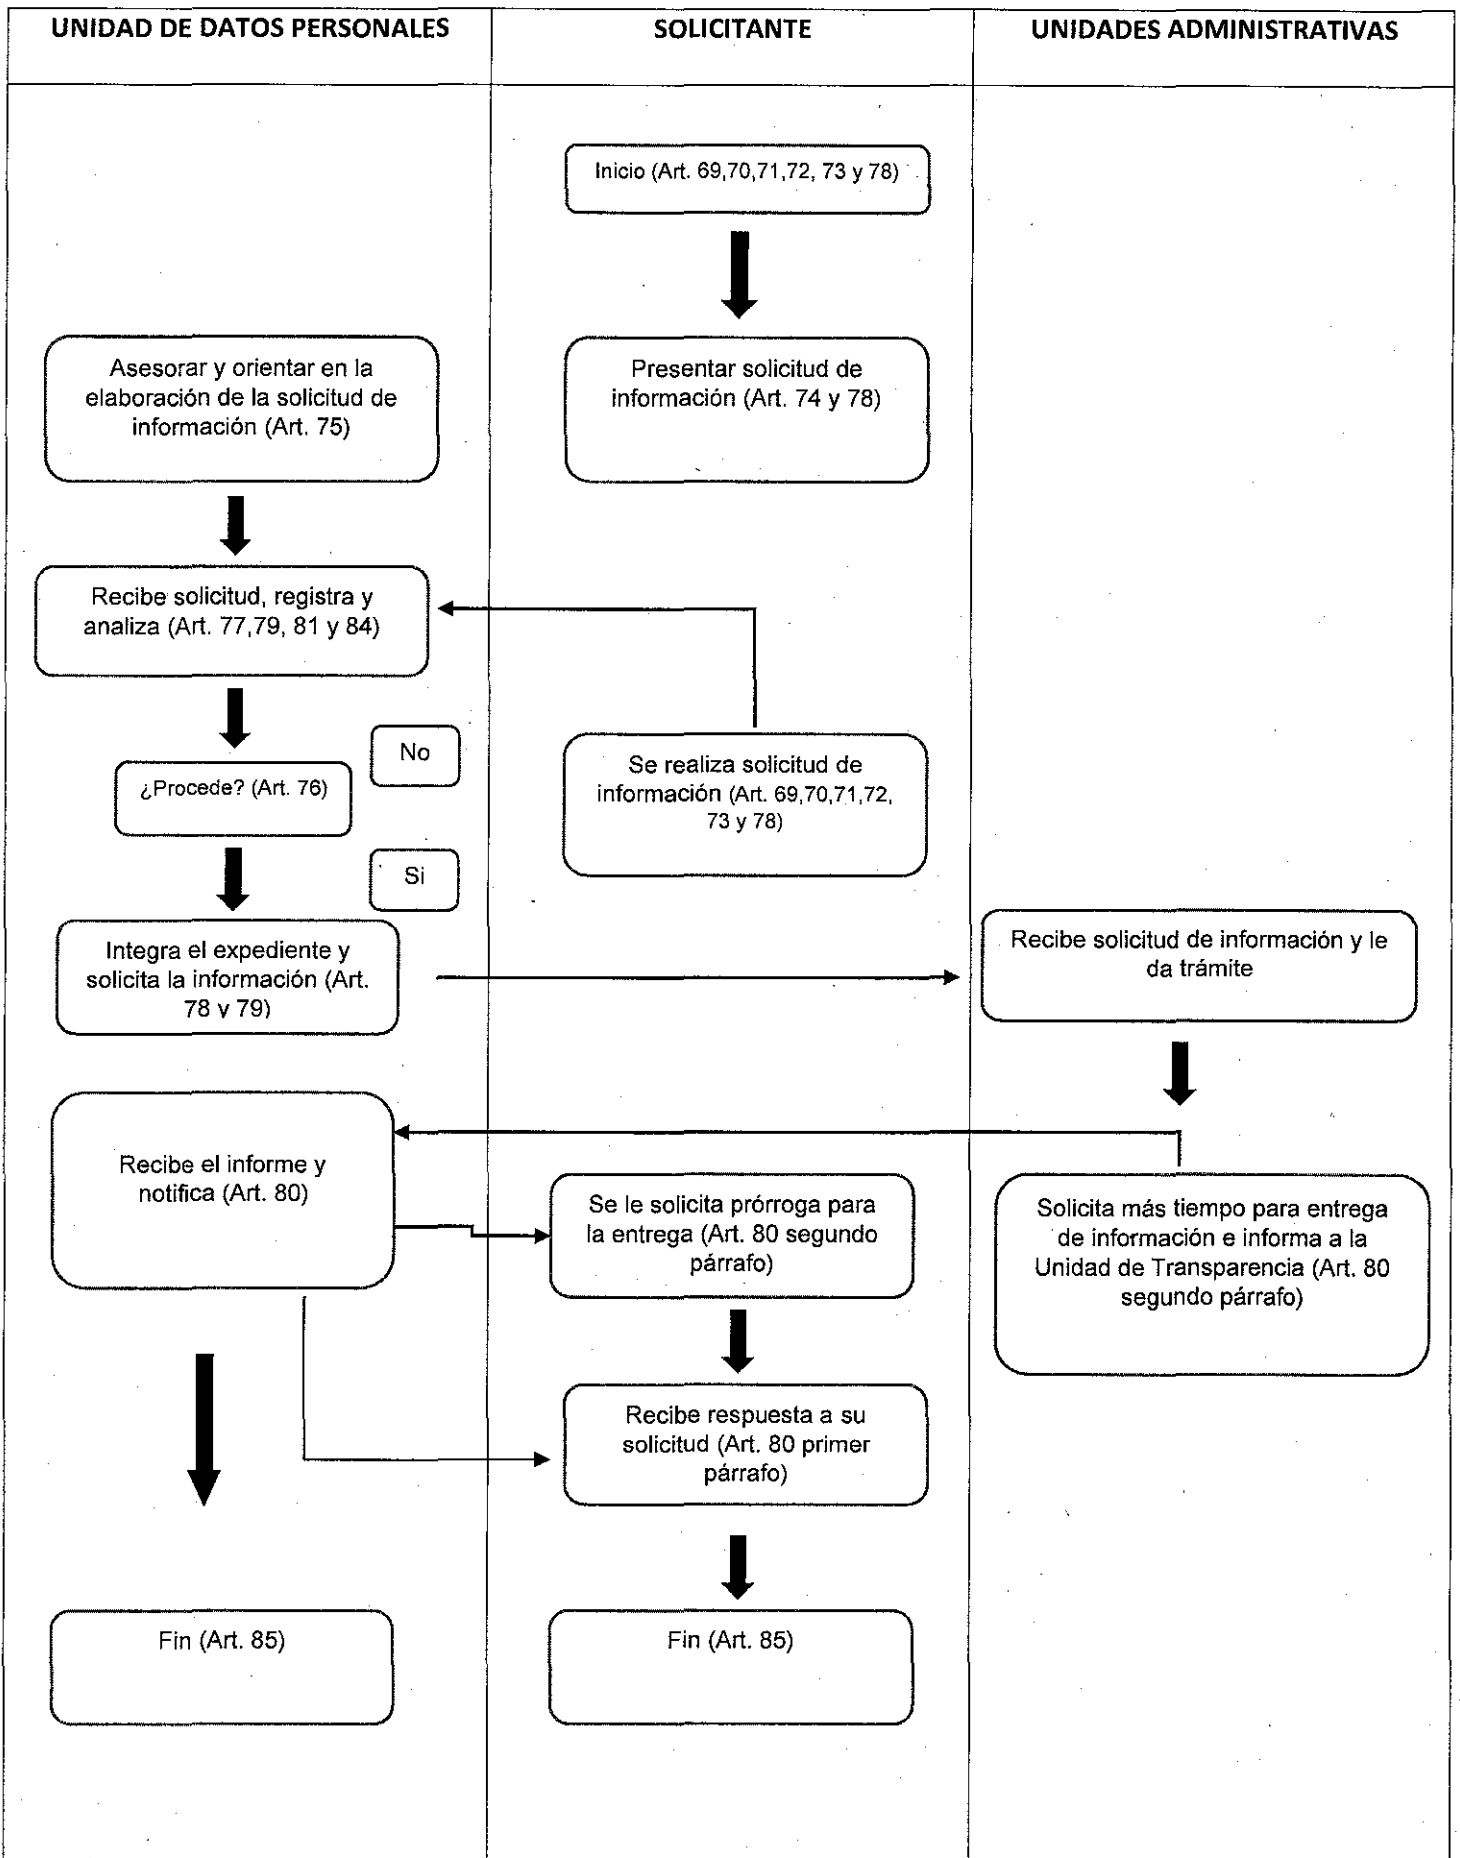 UNIDAD DE DATOS PERSONALES
SOLICITANTE
UNIDADES ADMINISTRATIVAS
Inicio (Art. 69,70,71,72, 73 y 78)
Asesorar y orientar en la
elaboración de la solicitud de
información (Art. 75)
Presentar solicitud de
información (Art. 74 y 78)
Recibe solicitud, registra y
analiza (Art. 77,79, 81 y 84)
No
¿Procede? (Art. 76)
Se realiza solicitud de
información (Art. 69,70,71,72,
73 y 78)
Si
Integra el expediente y
solicita la información (Art.
78 y 79)
Recibe solicitud de información y le
da trámite
Recibe el informe y
notifica (Art. 80)
Se le solicita prórroga para
la entrega (Art. 80 segundo
párrafo)
Solicita más tiempo para entrega
de información e informa a la
Unidad de Transparencia (Art. 80
segundo párrafo)
Recibe respuesta a su
solicitud (Art. 80 primer
párrafo)
Fin (Art. 85)
Fin (Art. 85)